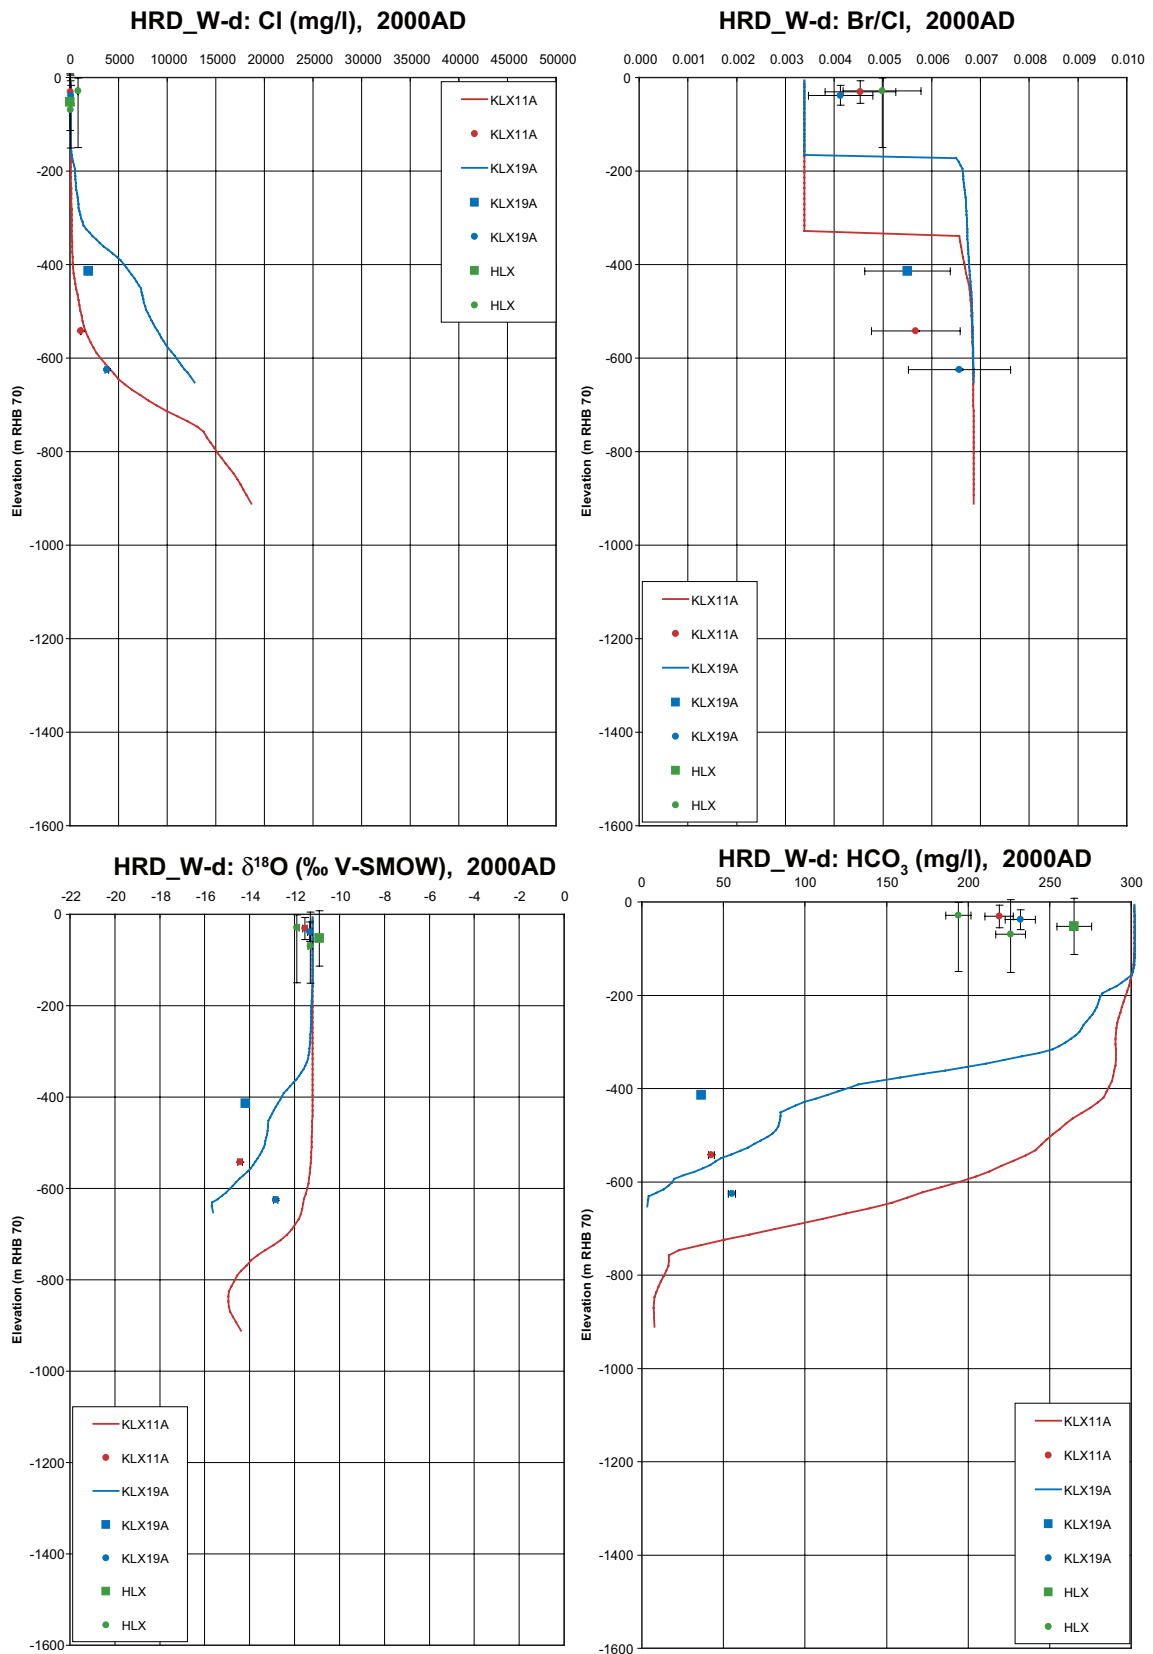 HRD_W-d: Cl (mg/l), 2000AD
0 5000 10000 15000 20000 25000 30000 35000 40000 45000 50000
0
-200
-400
-600
-800
-1000
-1200
-1400
-1600
Elevation (m RHB 70)
KLX11A
KLX11A
KLX19A
KLX19A
KLX19A
HLX
HLX
HRD_W-d: Br/Cl, 2000AD
0.000 0.001 0.002 0.003 0.004 0.005 0.006 0.007 0.008 0.009 0.010
0
-200
-400
-600
-800
-1000
-1200
-1400
-1600
Elevation (m RHB 70)
KLX11A
KLX11A
KLX19A
KLX19A
KLX19A
HLX
HLX
HRD_W-d: δ¹⁸O (‰ V-SMOW), 2000AD
-22 -20 -18 -16 -14 -12 -10 -8 -6 -4 -2 0
0
-200
-400
-600
-800
-1000
-1200
-1400
-1600
Elevation (m RHB 70)
KLX11A
KLX11A
KLX19A
KLX19A
KLX19A
HLX
HLX
HRD_W-d: HCO₃ (mg/l), 2000AD
0 50 100 150 200 250 300
0
-200
-400
-600
-800
-1000
-1200
-1400
-1600
Elevation (m RHB 70)
KLX11A
KLX11A
KLX19A
KLX19A
KLX19A
HLX
HLX